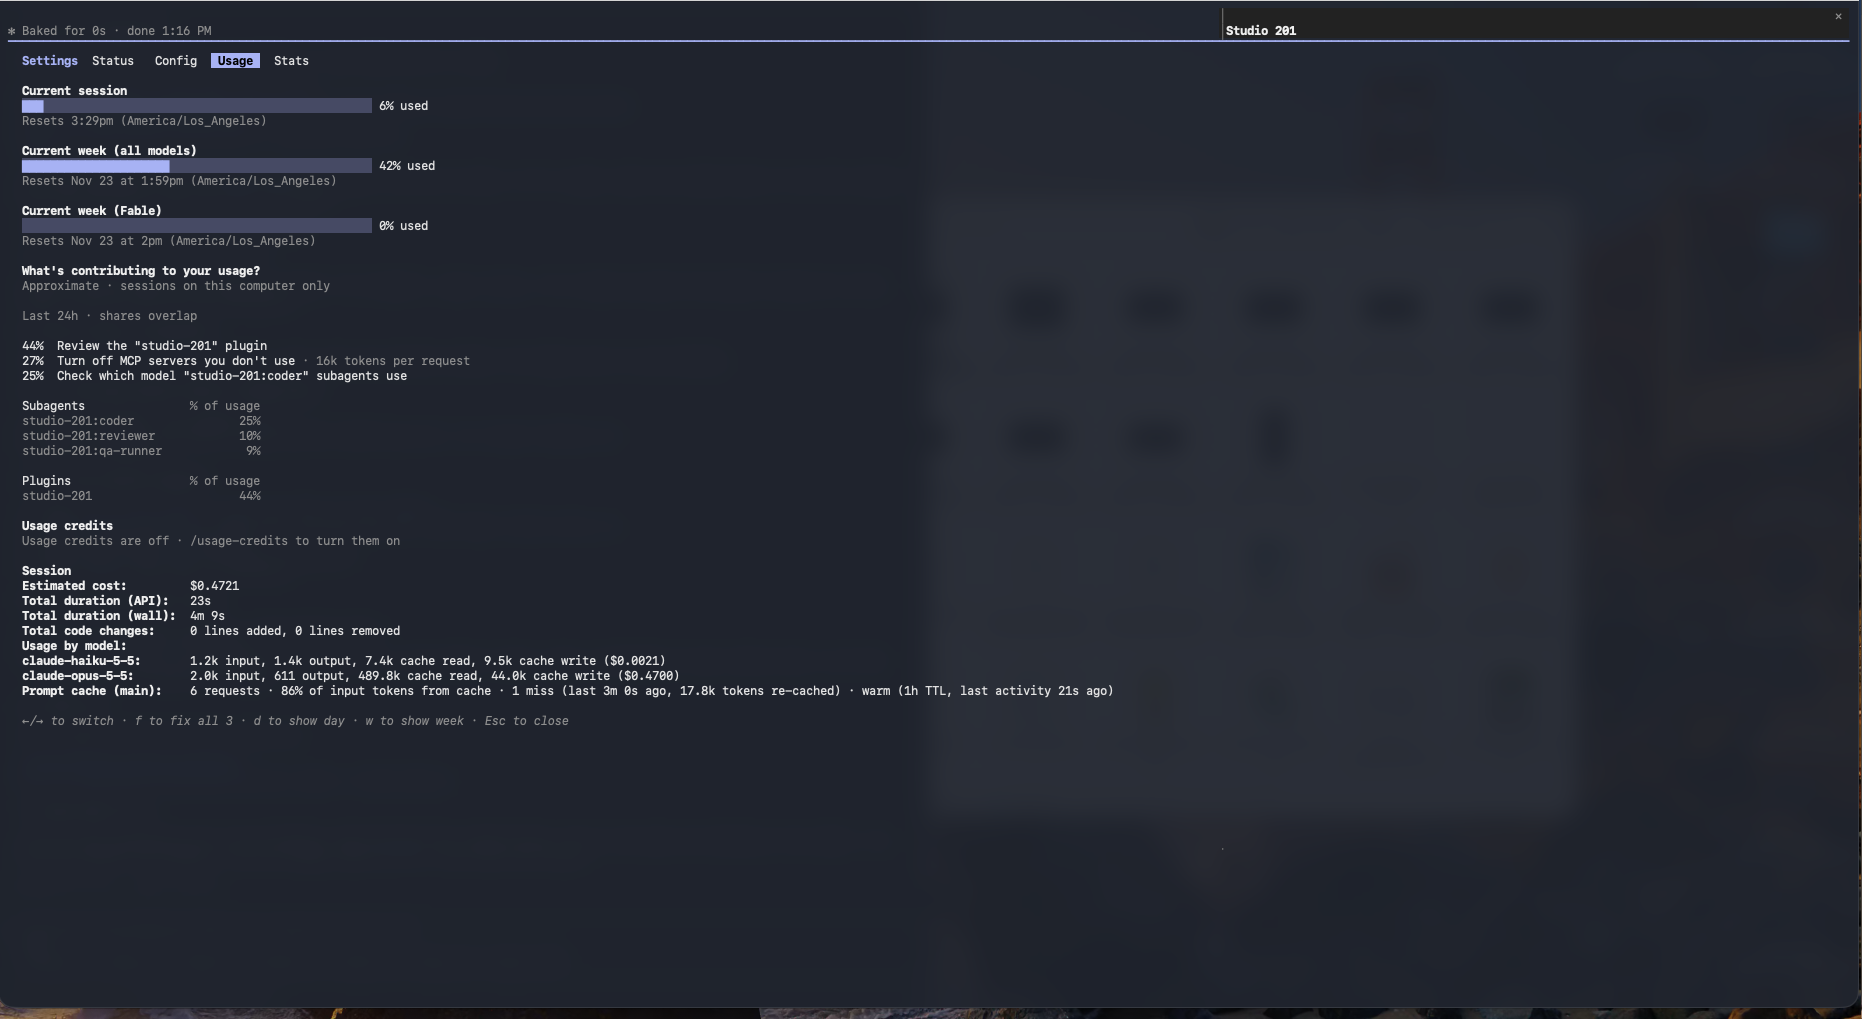 ✻ Baked for 0s · done 1:16 PM
×
Studio 201
Settings Status Config Usage Stats
Current session
6% used
Resets 3:29pm (America/Los_Angeles)
Current week (all models)
42% used
Resets Nov 23 at 1:59pm (America/Los_Angeles)
Current week (Fable)
0% used
Resets Nov 23 at 2pm (America/Los_Angeles)
What's contributing to your usage?
Approximate · sessions on this computer only
Last 24h · shares overlap
44% Review the "studio-201" plugin
27% Turn off MCP servers you don't use · 16k tokens per request
25% Check which model "studio-201:coder" subagents use
Subagents % of usage
studio-201:coder 25%
studio-201:reviewer 10%
studio-201:qa-runner 9%
Plugins % of usage
studio-201 44%
Usage credits
Usage credits are off · /usage-credits to turn them on
Session
Estimated cost: $0.4721
Total duration (API): 23s
Total duration (wall): 4m 9s
Total code changes: 0 lines added, 0 lines removed
Usage by model:
claude-haiku-5-5: 1.2k input, 1.4k output, 7.4k cache read, 9.5k cache write ($0.0021)
claude-opus-5-5: 2.0k input, 611 output, 489.8k cache read, 44.0k cache write ($0.4700)
Prompt cache (main): 6 requests · 86% of input tokens from cache · 1 miss (last 3m 0s ago, 17.8k tokens re-cached) · warm (1h TTL, last activity 21s ago)
←/→ to switch · f to fix all 3 · d to show day · w to show week · Esc to close